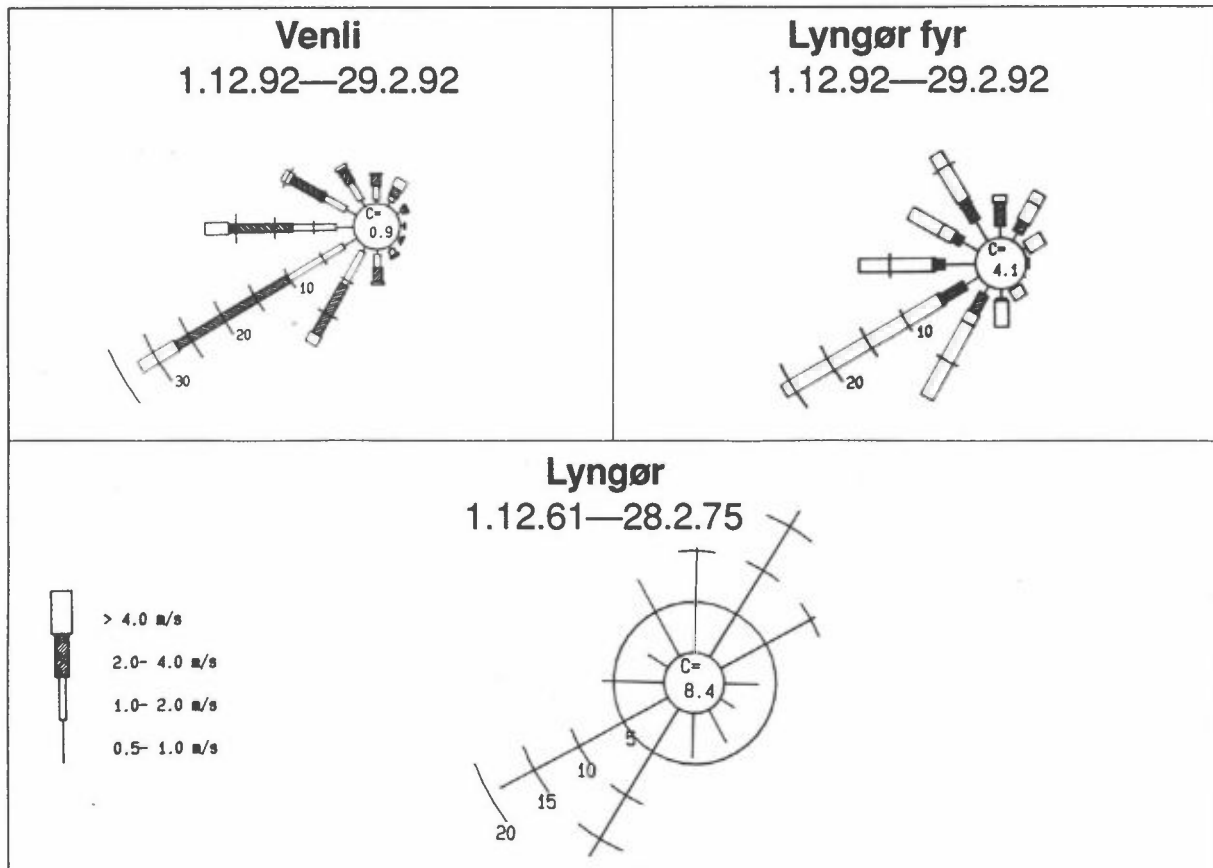 Venli
1.12.92—29.2.92
C=
0.9
10
20
30
Lyngør fyr
1.12.92—29.2.92
C=
4.1
10
20
Lyngør
1.12.61—28.2.75
C=
8.4
5
10
15
20
> 4.0 m/s
2.0- 4.0 m/s
1.0- 2.0 m/s
0.5- 1.0 m/s